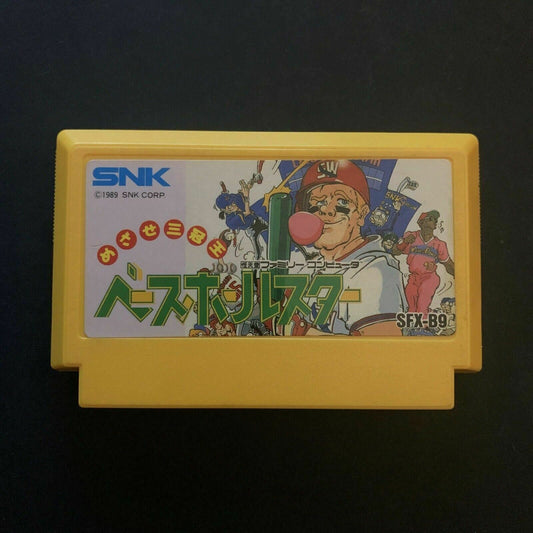 SNK
©1989 SNK CORP.
めざせ三冠王
ファミリーコンピュータ
ベースボールスター
SFX-B9